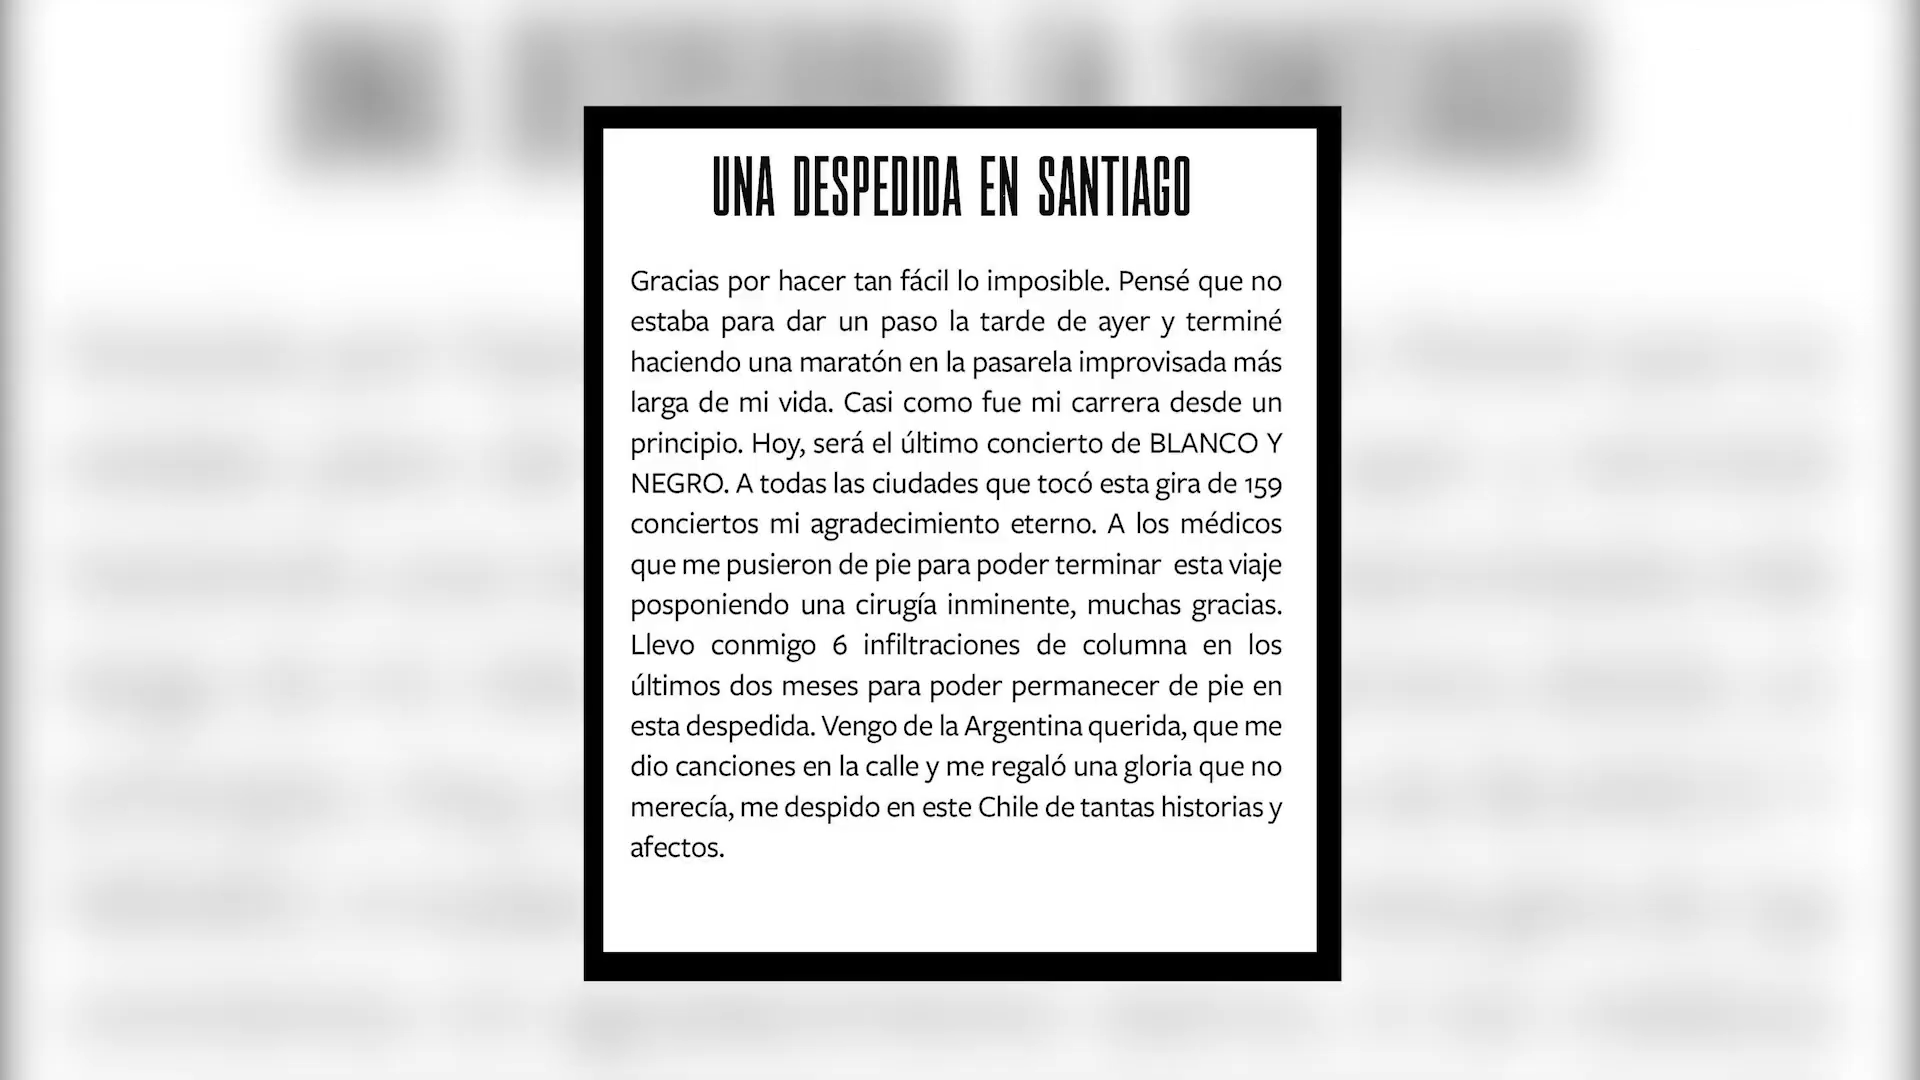 UNA DESPEDIDA EN SANTIAGO
Gracias por hacer tan fácil lo imposible. Pensé que no
estaba para dar un paso la tarde de ayer y terminé
haciendo una maratón en la pasarela improvisada más
larga de mi vida. Casi como fue mi carrera desde un
principio. Hoy, será el último concierto de BLANCO Y
NEGRO. A todas las ciudades que tocó esta gira de 159
conciertos mi agradecimiento eterno. A los médicos
que me pusieron de pie para poder terminar esta viaje
posponiendo una cirugía inminente, muchas gracias.
Llevo conmigo 6 infiltraciones de columna en los
últimos dos meses para poder permanecer de pie en
esta despedida. Vengo de la Argentina querida, que me
dio canciones en la calle y me regaló una gloria que no
merecía, me despido en este Chile de tantas historias y
afectos.